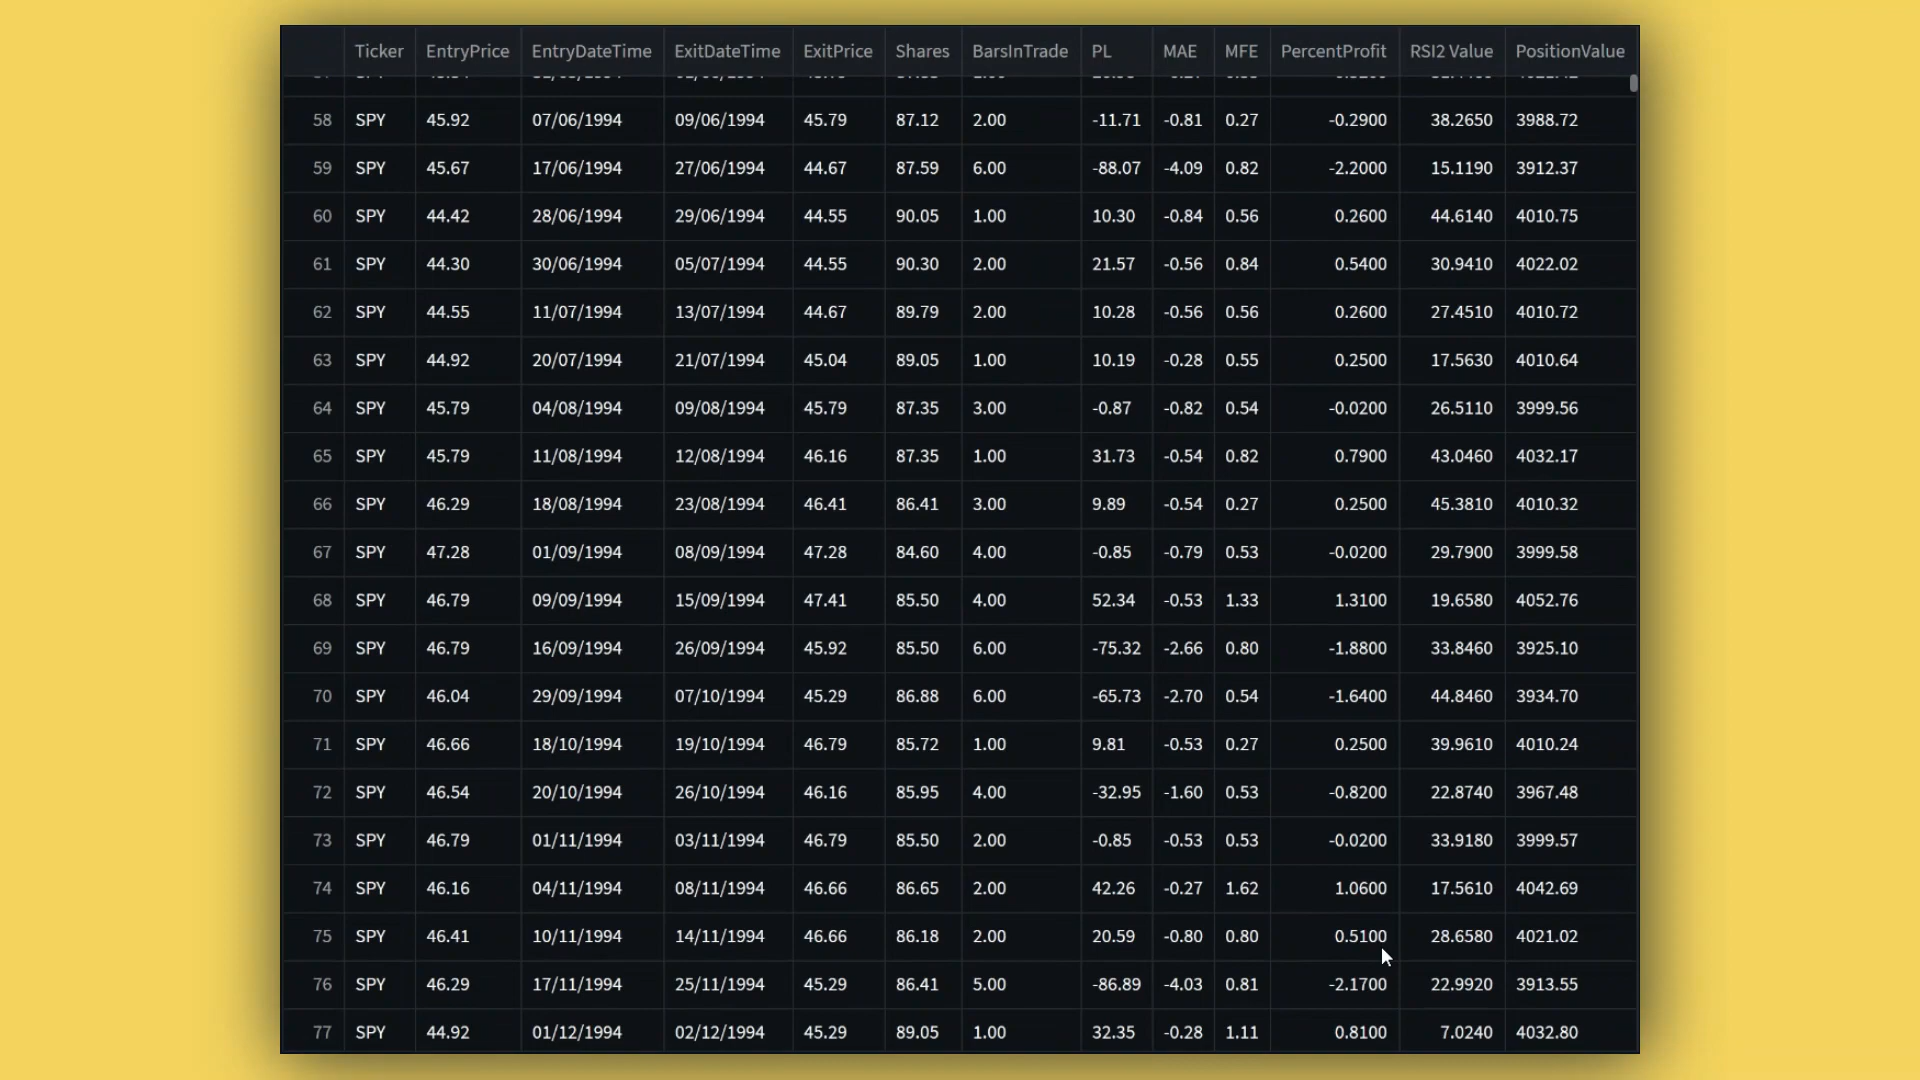 Ticker EntryPrice EntryDateTime ExitDateTime ExitPrice Shares BarsInTrade PL MAE MFE PercentProfit RSI2 Value PositionValue
58 SPY 45.92 07/06/1994 09/06/1994 45.79 87.12 2.00 -11.71 -0.81 0.27 -0.2900 38.2650 3988.72
59 SPY 45.67 17/06/1994 27/06/1994 44.67 87.59 6.00 -88.07 -4.09 0.82 -2.2000 15.1190 3912.37
60 SPY 44.42 28/06/1994 29/06/1994 44.55 90.05 1.00 10.30 -0.84 0.56 0.2600 44.6140 4010.75
61 SPY 44.30 30/06/1994 05/07/1994 44.55 90.30 2.00 21.57 -0.56 0.84 0.5400 30.9410 4022.02
62 SPY 44.55 11/07/1994 13/07/1994 44.67 89.79 2.00 10.28 -0.56 0.56 0.2600 27.4510 4010.72
63 SPY 44.92 20/07/1994 21/07/1994 45.04 89.05 1.00 10.19 -0.28 0.55 0.2500 17.5630 4010.64
64 SPY 45.79 04/08/1994 09/08/1994 45.79 87.35 3.00 -0.87 -0.82 0.54 -0.0200 26.5110 3999.56
65 SPY 45.79 11/08/1994 12/08/1994 46.16 87.35 1.00 31.73 -0.54 0.82 0.7900 43.0460 4032.17
66 SPY 46.29 18/08/1994 23/08/1994 46.41 86.41 3.00 9.89 -0.54 0.27 0.2500 45.3810 4010.32
67 SPY 47.28 01/09/1994 08/09/1994 47.28 84.60 4.00 -0.85 -0.79 0.53 -0.0200 29.7900 3999.58
68 SPY 46.79 09/09/1994 15/09/1994 47.41 85.50 4.00 52.34 -0.53 1.33 1.3100 19.6580 4052.76
69 SPY 46.79 16/09/1994 26/09/1994 45.92 85.50 6.00 -75.32 -2.66 0.80 -1.8800 33.8460 3925.10
70 SPY 46.04 29/09/1994 07/10/1994 45.29 86.88 6.00 -65.73 -2.70 0.54 -1.6400 44.8460 3934.70
71 SPY 46.66 18/10/1994 19/10/1994 46.79 85.72 1.00 9.81 -0.53 0.27 0.2500 39.9610 4010.24
72 SPY 46.54 20/10/1994 26/10/1994 46.16 85.95 4.00 -32.95 -1.60 0.53 -0.8200 22.8740 3967.48
73 SPY 46.79 01/11/1994 03/11/1994 46.79 85.50 2.00 -0.85 -0.53 0.53 -0.0200 33.9180 3999.57
74 SPY 46.16 04/11/1994 08/11/1994 46.66 86.65 2.00 42.26 -0.27 1.62 1.0600 17.5610 4042.69
75 SPY 46.41 10/11/1994 14/11/1994 46.66 86.18 2.00 20.59 -0.80 0.80 0.5100 28.6580 4021.02
76 SPY 46.29 17/11/1994 25/11/1994 45.29 86.41 5.00 -86.89 -4.03 0.81 -2.1700 22.9920 3913.55
77 SPY 44.92 01/12/1994 02/12/1994 45.29 89.05 1.00 32.35 -0.28 1.11 0.8100 7.0240 4032.80